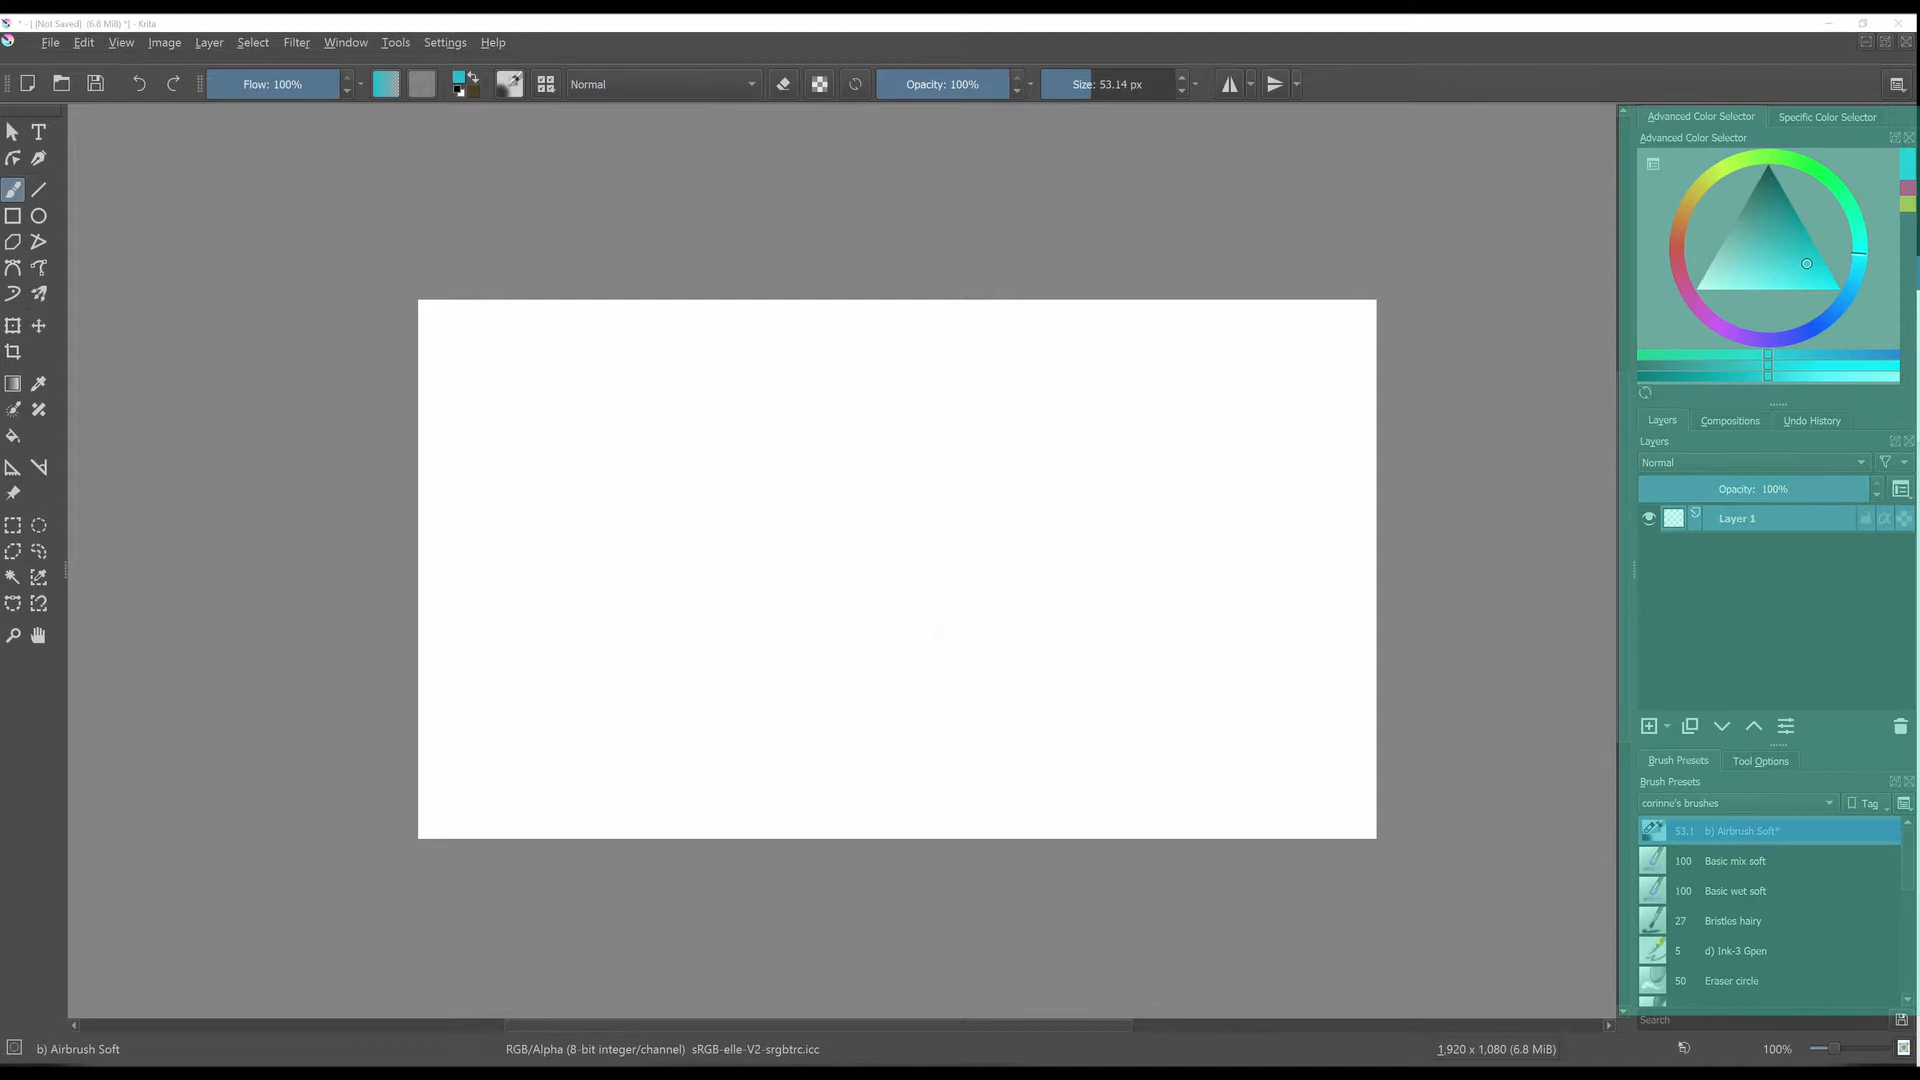 * - [ [Not Saved]  (6.8 MiB) *] - Krita
File Edit View Image Layer Select Filter Window Tools Settings Help
Flow: 100%
Normal
Opacity: 100%
Size: 53.14 px
Advanced Color Selector
Specific Color Selector
Advanced Color Selector
Layers
Compositions
Undo History
Layers
Normal
Opacity: 100%
Layer 1
Brush Presets
Tool Options
Brush Presets
corinne's brushes
Tag
53.1 b) Airbrush Soft*
100 Basic mix soft
100 Basic wet soft
27 Bristles hairy
5 d) Ink-3 Gpen
50 Eraser circle
Search
b) Airbrush Soft
RGB/Alpha (8-bit integer/channel) sRGB-elle-V2-srgbtrc.icc
1,920 x 1,080 (6.8 MiB)
100%